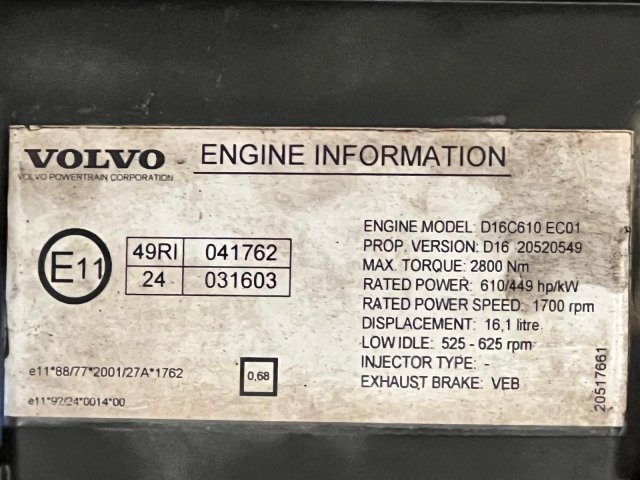 VOLVO
VOLVO POWERTRAIN CORPORATION
ENGINE INFORMATION
E11
49RI 041762
24 031603
ENGINE MODEL: D16C610 EC01
PROP. VERSION: D16 20520549
MAX. TORQUE: 2800 Nm
RATED POWER: 610/449 hp/kW
RATED POWER SPEED: 1700 rpm
DISPLACEMENT: 16,1 litre
LOW IDLE: 525 - 625 rpm
INJECTOR TYPE: -
EXHAUST BRAKE: VEB
e11*88/77*2001/27A*1762
0,68
e11*92/24*0014*00
20517661